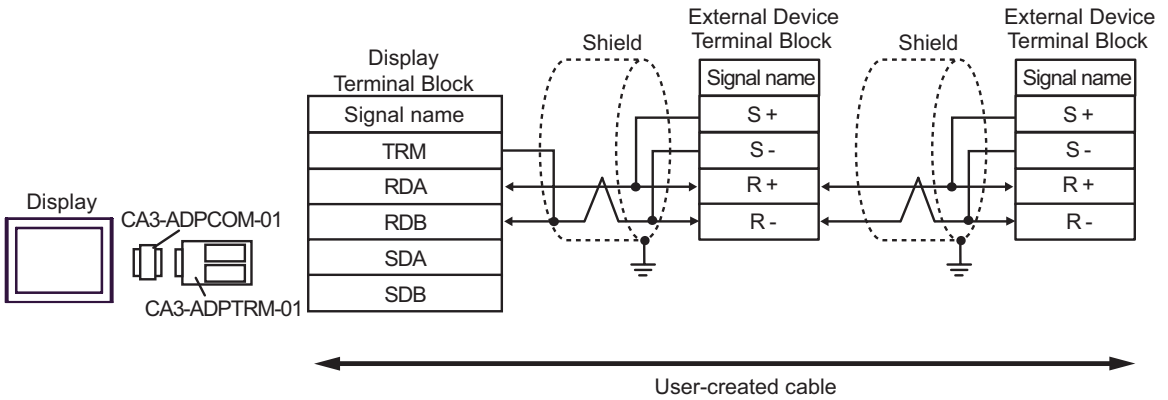 Display
CA3-ADPCOM-01
CA3-ADPTRM-01
Display
Terminal Block
Signal name
TRM
RDA
RDB
SDA
SDB
Shield
External Device
Terminal Block
Signal name
S +
S -
R +
R -
Shield
External Device
Terminal Block
Signal name
S +
S -
R +
R -
User-created cable